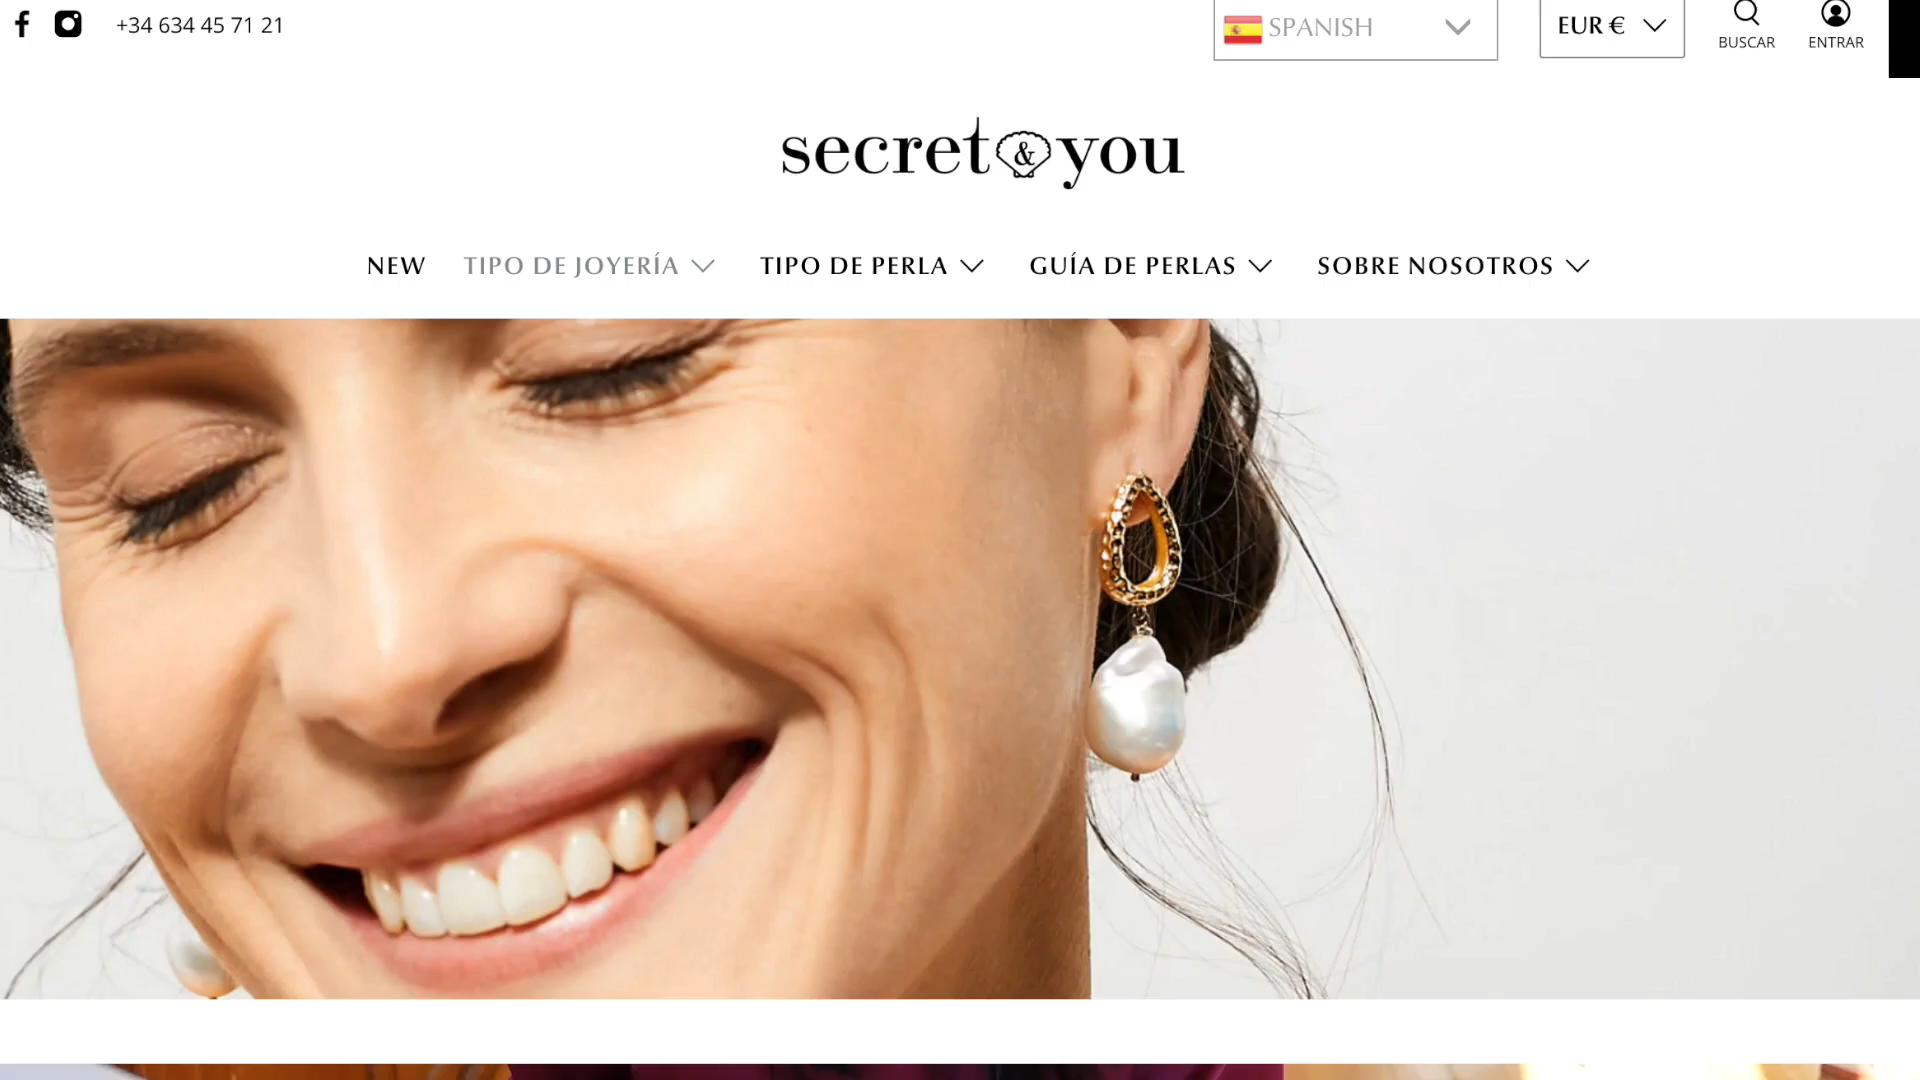 +34 634 45 71 21
SPANISH
EUR €
BUSCAR
ENTRAR
secret & you
NEW
TIPO DE JOYERÍA
TIPO DE PERLA
GUÍA DE PERLAS
SOBRE NOSOTROS